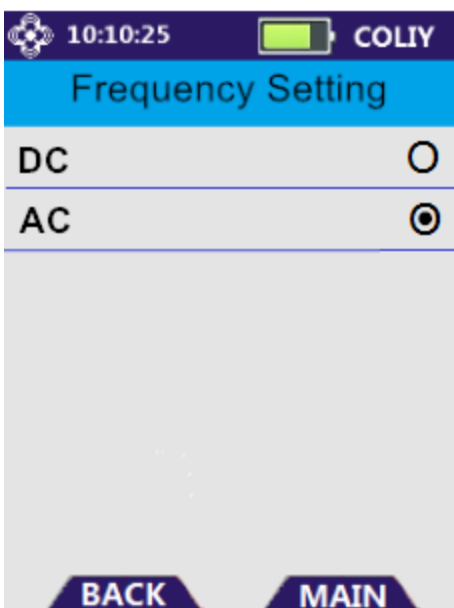 10:10:25 COLIY
Frequency Setting
DC
AC
BACK MAIN